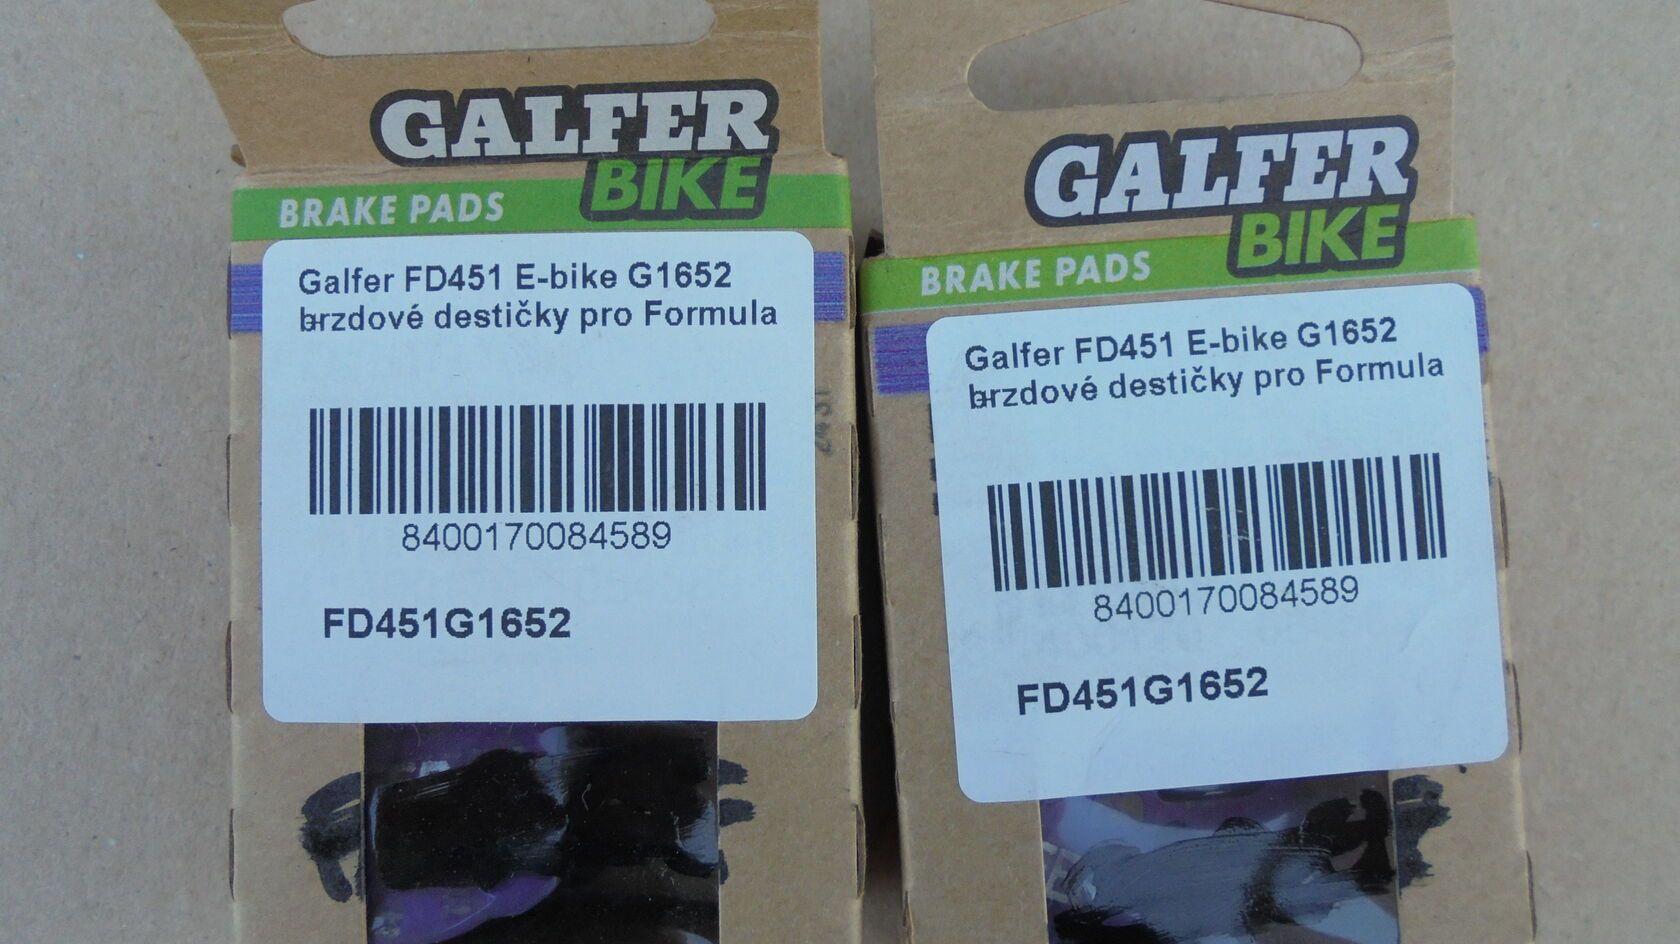 GALFER
BIKE
BRAKE PADS
Galfer FD451 E-bike G1652
brzdové destičky pro Formula
8400170084589
FD451G1652
GALFER
BIKE
BRAKE PADS
Galfer FD451 E-bike G1652
brzdové destičky pro Formula
8400170084589
FD451G1652